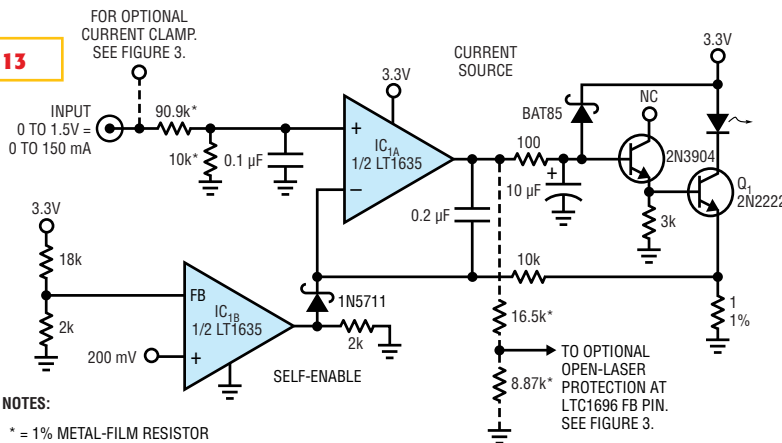 FOR OPTIONAL
CURRENT CLAMP.
SEE FIGURE 3.
13
INPUT
0 TO 1.5V =
0 TO 150 mA
90.9k*
10k*
0.1 µF
3.3V
+
−
IC1A
1/2 LT1635
CURRENT
SOURCE
0.2 µF
100
+
10 µF
BAT85
NC
2N3904
3.3V
Q1
2N2222
3k
10k
1
1%
3.3V
18k
2k
FB
IC1B
1/2 LT1635
+
200 mV
1N5711
2k
SELF-ENABLE
16.5k*
8.87k*
TO OPTIONAL
OPEN-LASER
PROTECTION AT
LTC1696 FB PIN.
SEE FIGURE 3.
NOTES:
* = 1% METAL-FILM RESISTOR